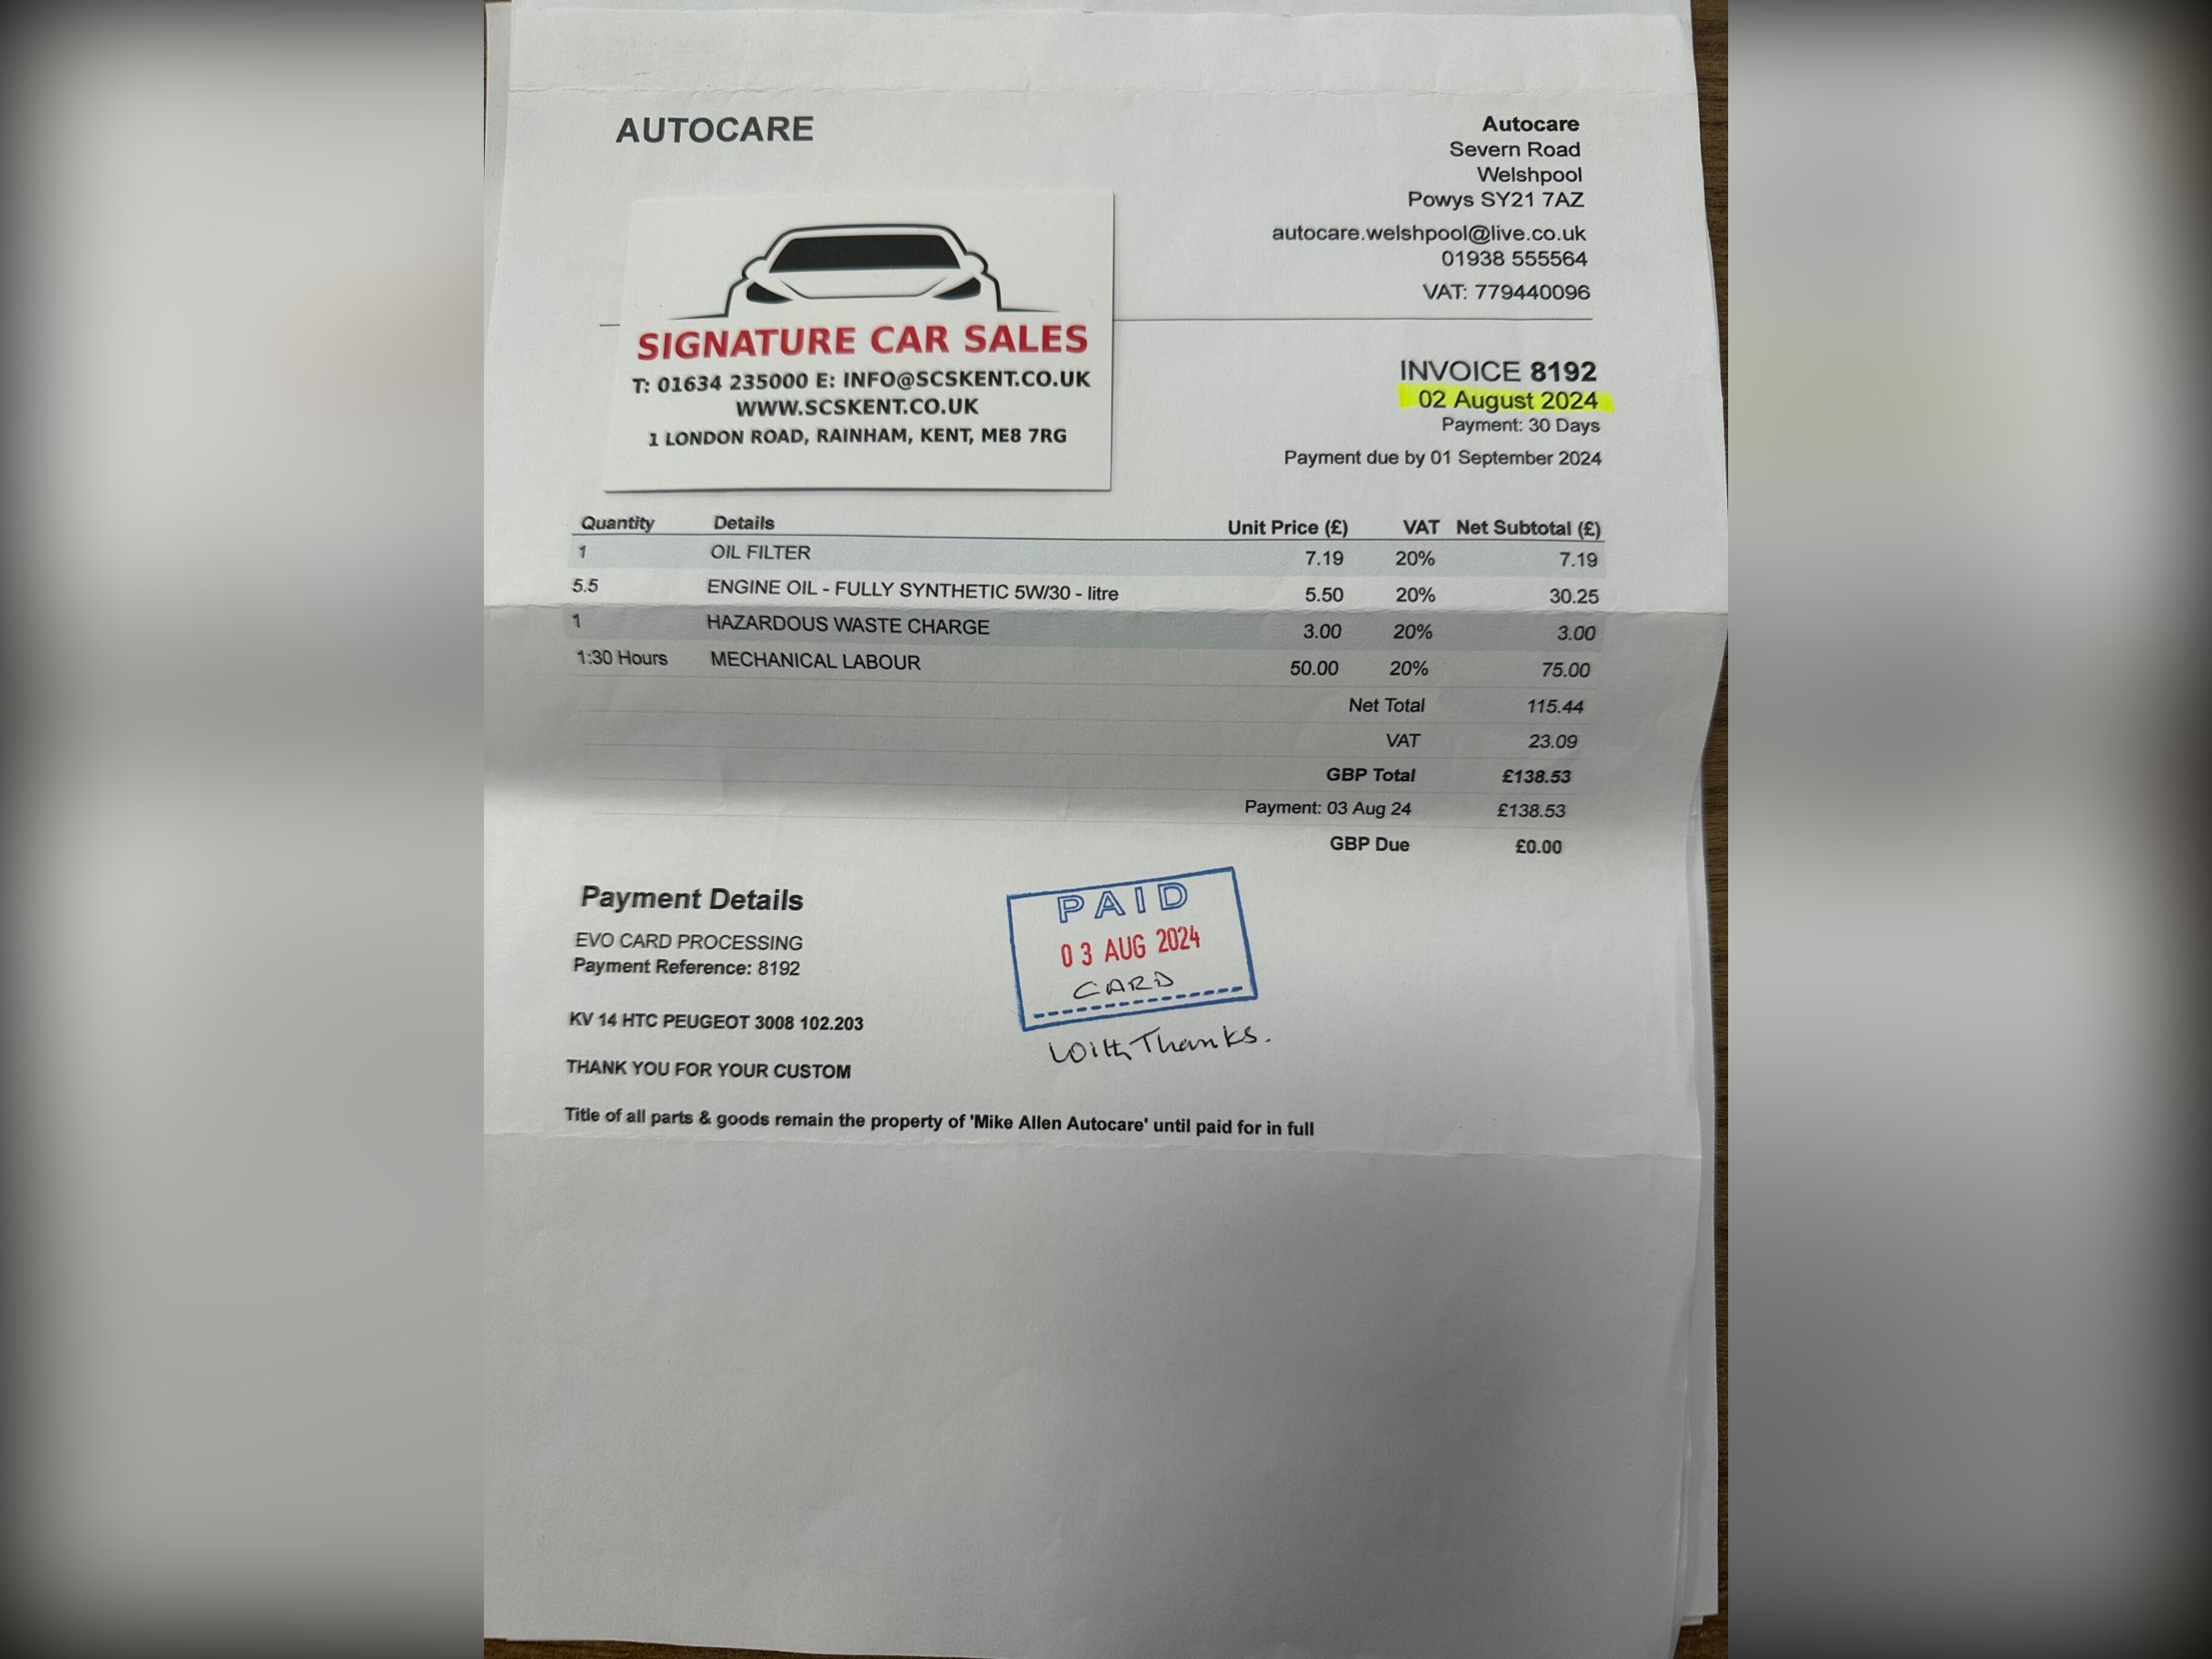 AUTOCARE
Autocare
Severn Road
Welshpool
Powys SY21 7AZ
autocare.welshpool@live.co.uk
01938 555564
VAT: 779440096
SIGNATURE CAR SALES
T: 01634 235000 E: INFO@SCSKENT.CO.UK
WWW.SCSKENT.CO.UK
1 LONDON ROAD, RAINHAM, KENT, ME8 7RG
INVOICE 8192
02 August 2024
Payment: 30 Days
Payment due by 01 September 2024
Quantity Details Unit Price (£) VAT Net Subtotal (£)
1 OIL FILTER 7.19 20% 7.19
5.5 ENGINE OIL - FULLY SYNTHETIC 5W/30 - litre 5.50 20% 30.25
1 HAZARDOUS WASTE CHARGE 3.00 20% 3.00
1:30 Hours MECHANICAL LABOUR 50.00 20% 75.00
Net Total 115.44
VAT 23.09
GBP Total £138.53
Payment: 03 Aug 24 £138.53
GBP Due £0.00
Payment Details
EVO CARD PROCESSING
Payment Reference: 8192
PAID
03 AUG 2024
CARD
With Thanks.
KV 14 HTC PEUGEOT 3008 102.203
THANK YOU FOR YOUR CUSTOM
Title of all parts & goods remain the property of 'Mike Allen Autocare' until paid for in full